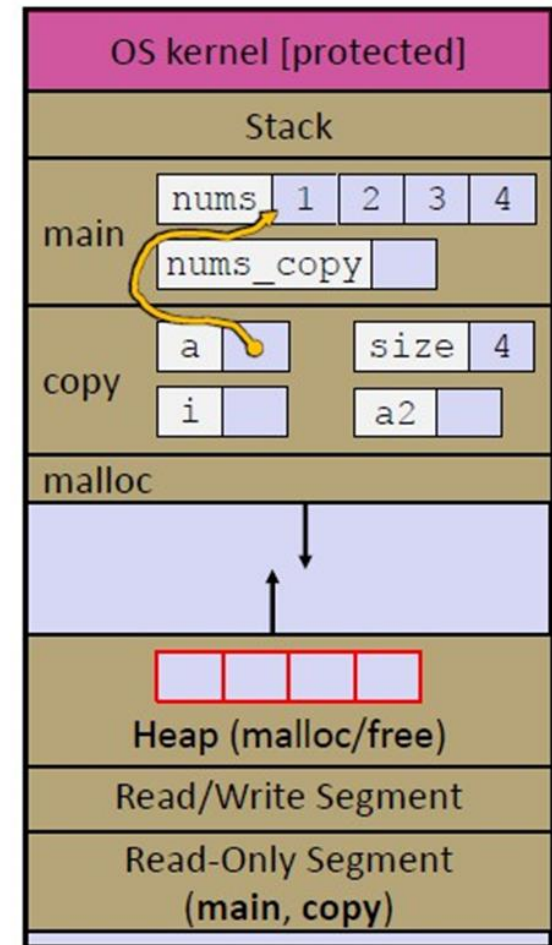 OS kernel [protected]
Stack
main
nums 1 2 3 4
nums_copy
copy
a size 4
i a2
malloc
Heap (malloc/free)
Read/Write Segment
Read-Only Segment
(main, copy)